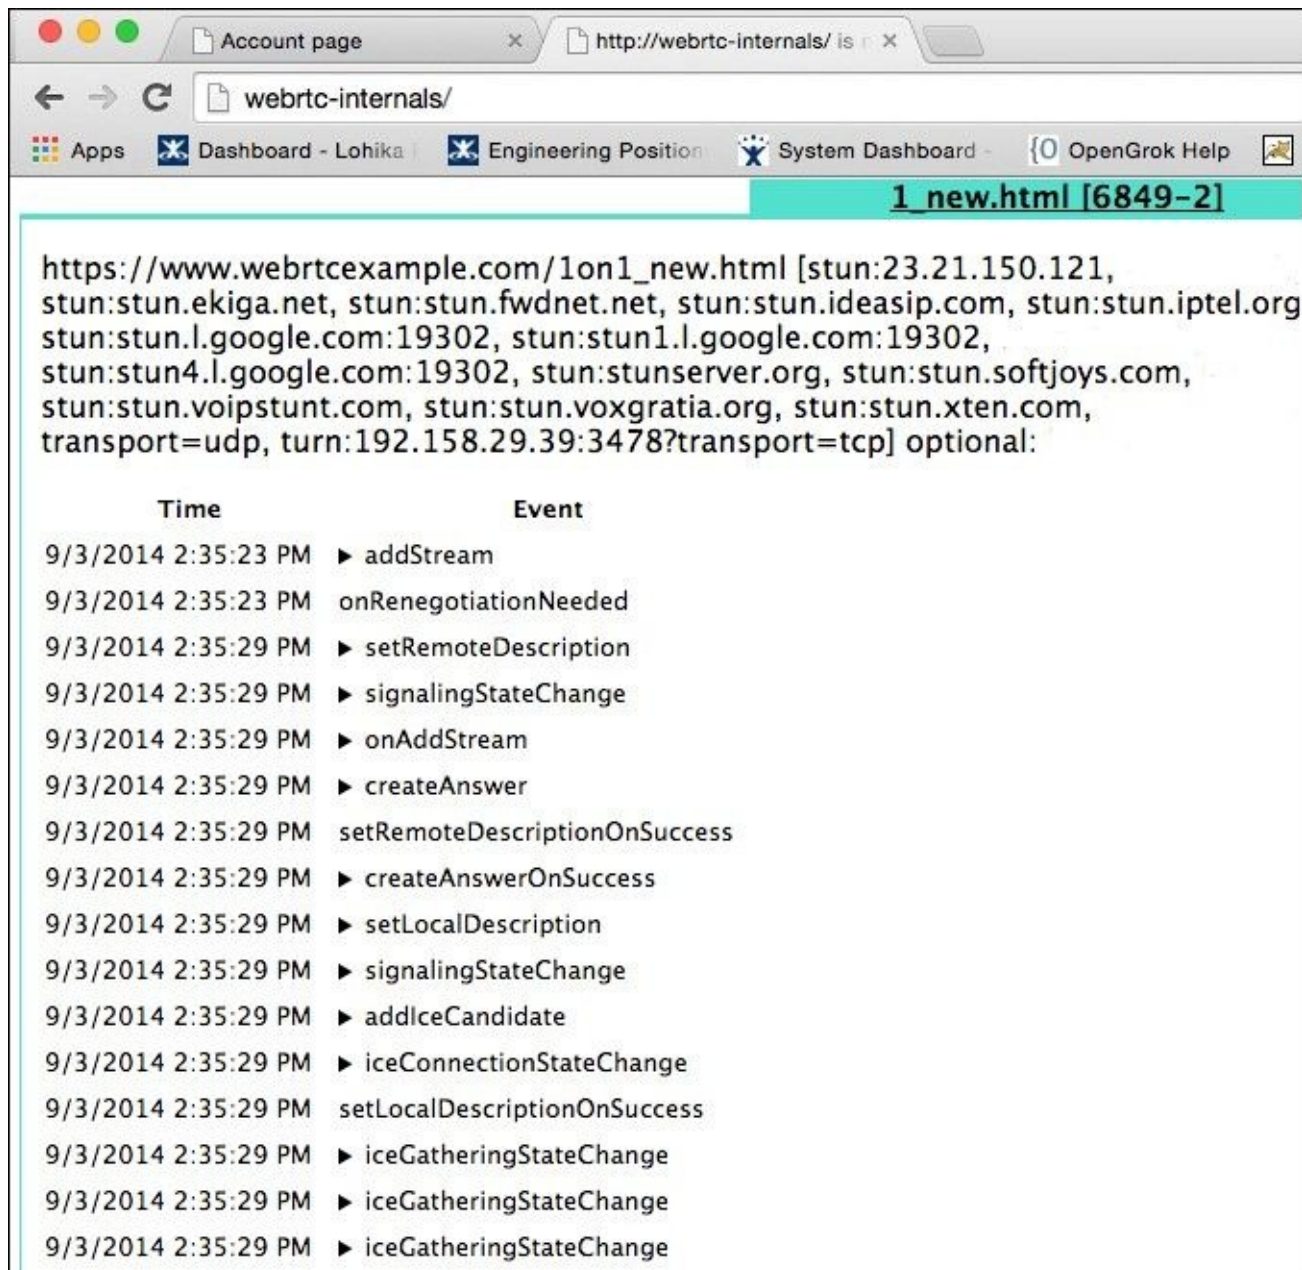 Account page
http://webrtc-internals/ is
webrtc-internals/
Apps Dashboard - Lohika Engineering Position System Dashboard - OpenGrok Help
1_new.html [6849-2]
https://www.webrtcexample.com/1on1_new.html [stun:23.21.150.121,
stun:stun.ekiga.net, stun:stun.fwdnet.net, stun:stun.ideasip.com, stun:stun.iptel.org
stun:stun.l.google.com:19302, stun:stun1.l.google.com:19302,
stun:stun4.l.google.com:19302, stun:stunserver.org, stun:stun.softjoys.com,
stun:stun.voipstunt.com, stun:stun.voxgratia.org, stun:stun.xten.com,
transport=udp, turn:192.158.29.39:3478?transport=tcp] optional:
Time Event
9/3/2014 2:35:23 PM ▶ addStream
9/3/2014 2:35:23 PM onRenegotiationNeeded
9/3/2014 2:35:29 PM ▶ setRemoteDescription
9/3/2014 2:35:29 PM ▶ signalingStateChange
9/3/2014 2:35:29 PM ▶ onAddStream
9/3/2014 2:35:29 PM ▶ createAnswer
9/3/2014 2:35:29 PM setRemoteDescriptionOnSuccess
9/3/2014 2:35:29 PM ▶ createAnswerOnSuccess
9/3/2014 2:35:29 PM ▶ setLocalDescription
9/3/2014 2:35:29 PM ▶ signalingStateChange
9/3/2014 2:35:29 PM ▶ addIceCandidate
9/3/2014 2:35:29 PM ▶ iceConnectionStateChange
9/3/2014 2:35:29 PM setLocalDescriptionOnSuccess
9/3/2014 2:35:29 PM ▶ iceGatheringStateChange
9/3/2014 2:35:29 PM ▶ iceGatheringStateChange
9/3/2014 2:35:29 PM ▶ iceGatheringStateChange